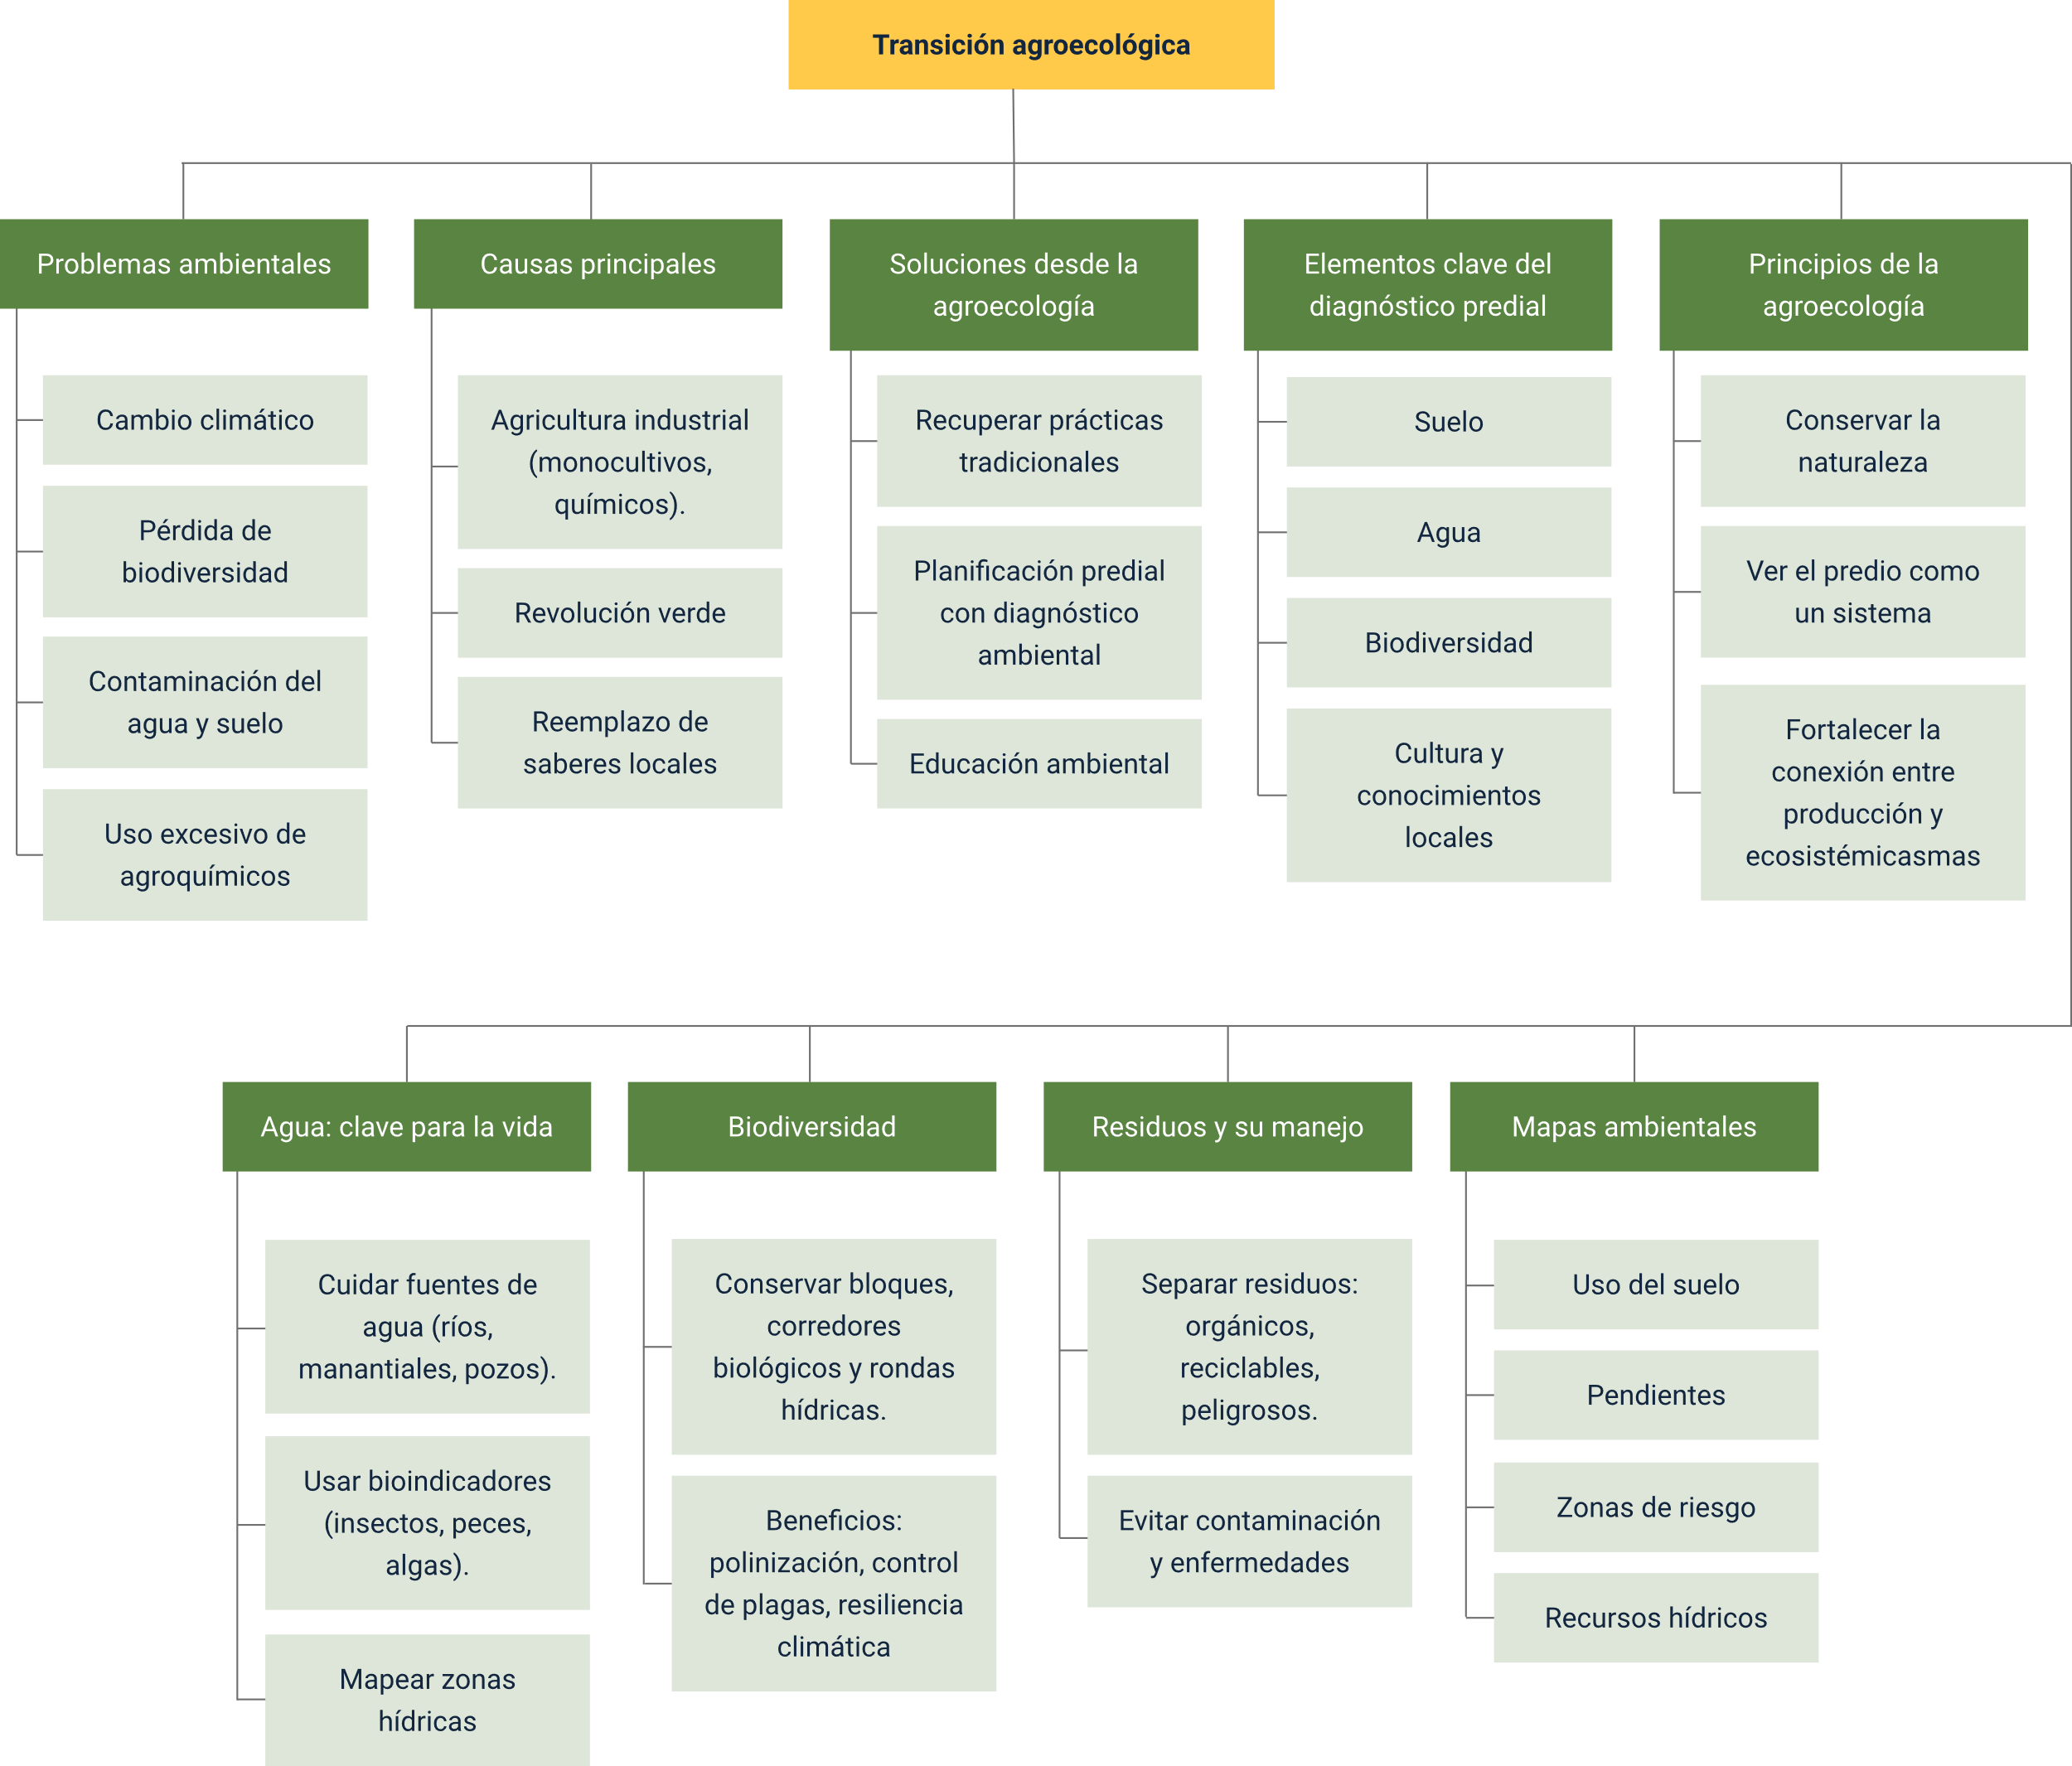 Transición agroecológica
Problemas ambientales
Cambio climático
Pérdida de
biodiversidad
Contaminación del
agua y suelo
Uso excesivo de
agroquímicos
Causas principales
Agricultura industrial
(monocultivos,
químicos).
Revolución verde
Reemplazo de
saberes locales
Soluciones desde la
agroecología
Recuperar prácticas
tradicionales
Planificación predial
con diagnóstico
ambiental
Educación ambiental
Elementos clave del
diagnóstico predial
Suelo
Agua
Biodiversidad
Cultura y
conocimientos
locales
Principios de la
agroecología
Conservar la
naturaleza
Ver el predio como
un sistema
Fortalecer la
conexión entre
producción y
ecosistémicasmas
Agua: clave para la vida
Cuidar fuentes de
agua (ríos,
manantiales, pozos).
Usar bioindicadores
(insectos, peces,
algas).
Mapear zonas
hídricas
Biodiversidad
Conservar bloques,
corredores
biológicos y rondas
hídricas.
Beneficios:
polinización, control
de plagas, resiliencia
climática
Residuos y su manejo
Separar residuos:
orgánicos,
reciclables,
peligrosos.
Evitar contaminación
y enfermedades
Mapas ambientales
Uso del suelo
Pendientes
Zonas de riesgo
Recursos hídricos